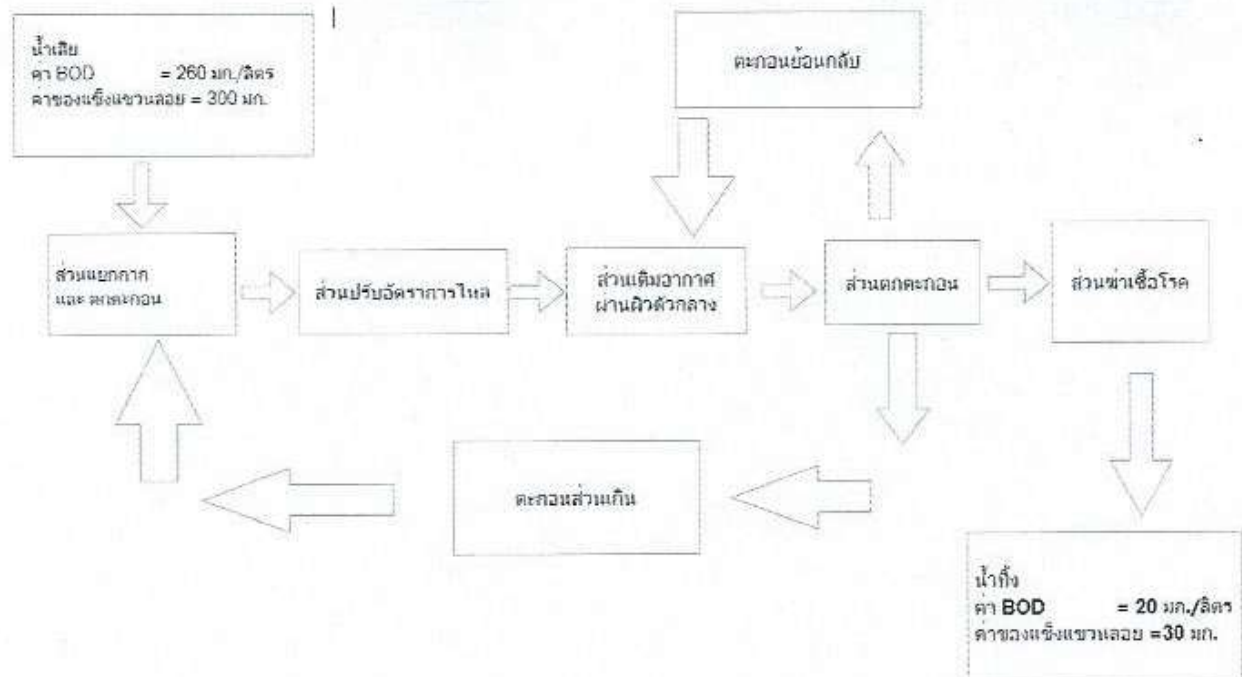 น้ำเสีย
ค่า BOD = 260 มก./ลิตร
ค่าของแข็งแขวนลอย = 300 มก.
ตะกอนย้อนกลับ
ส่วนแยกกาก
และ ตกตะกอน
ส่วนปรับอัตราการไหล
ส่วนเติมอากาศ
ผ่านผิวตัวกลาง
ส่วนตกตะกอน
ส่วนฆ่าเชื้อโรค
ตะกอนส่วนเกิน
น้ำทิ้ง
ค่า BOD = 20 มก./ลิตร
ค่าของแข็งแขวนลอย =30 มก.